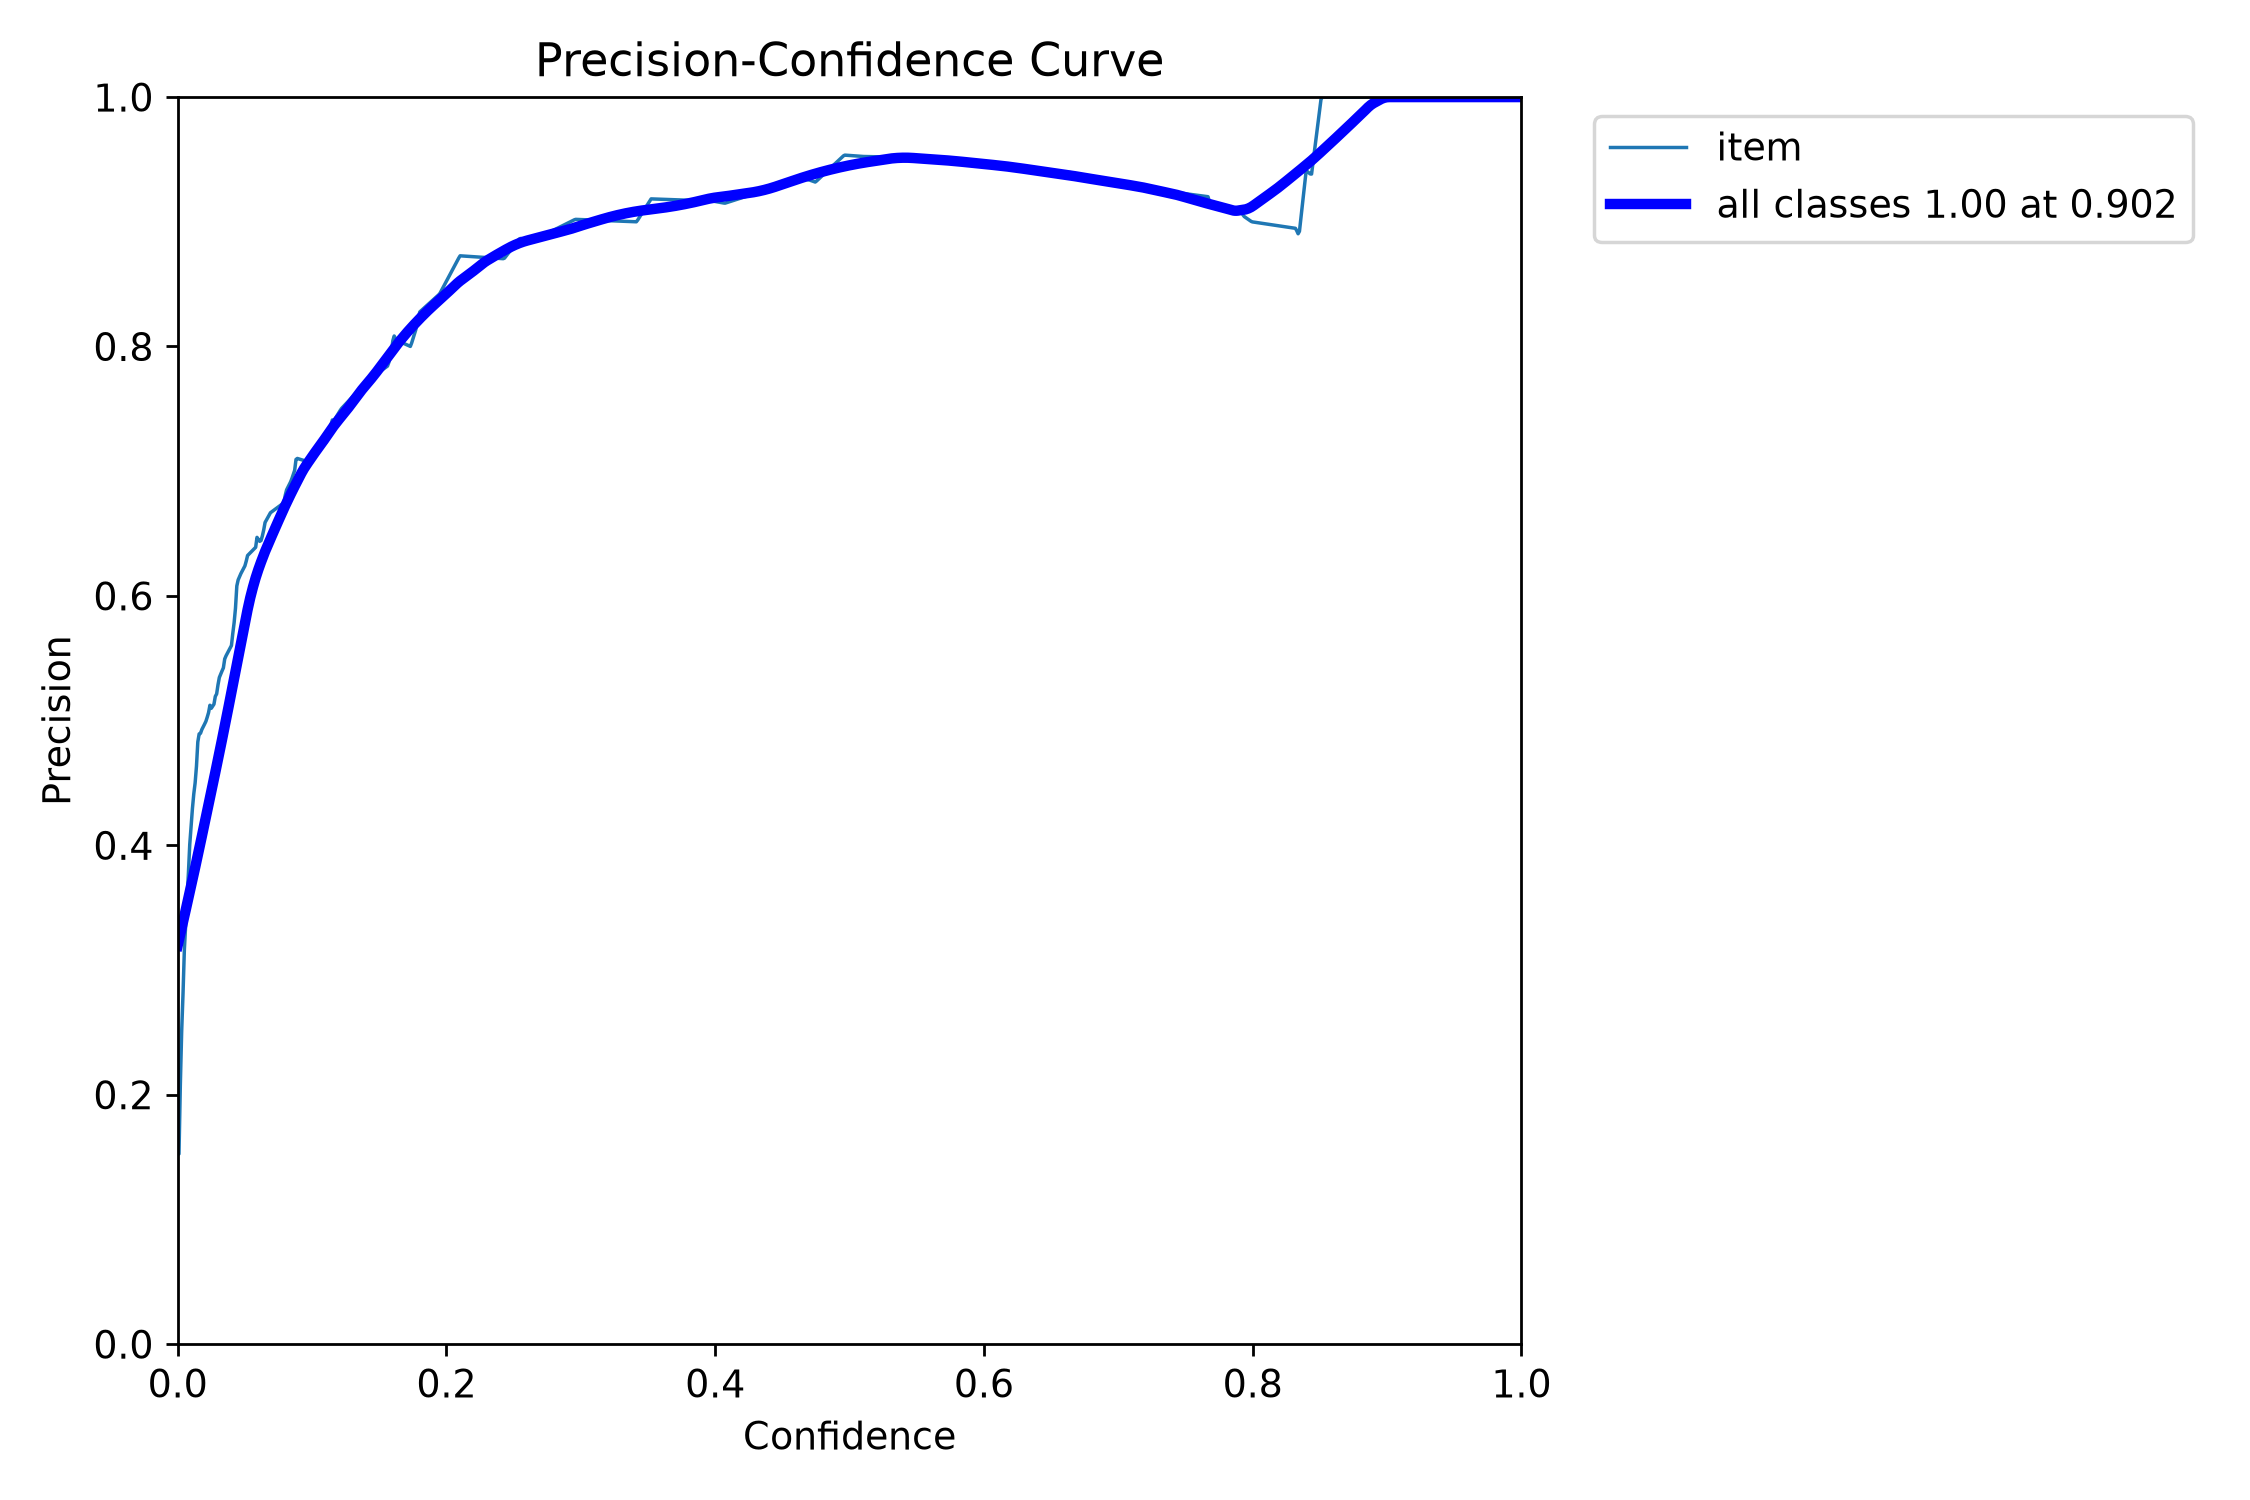 Precision-Confidence Curve
1.0
0.8
0.6
0.4
0.2
0.0
Precision
0.0 0.2 0.4 0.6 0.8 1.0
Confidence
item
all classes 1.00 at 0.902